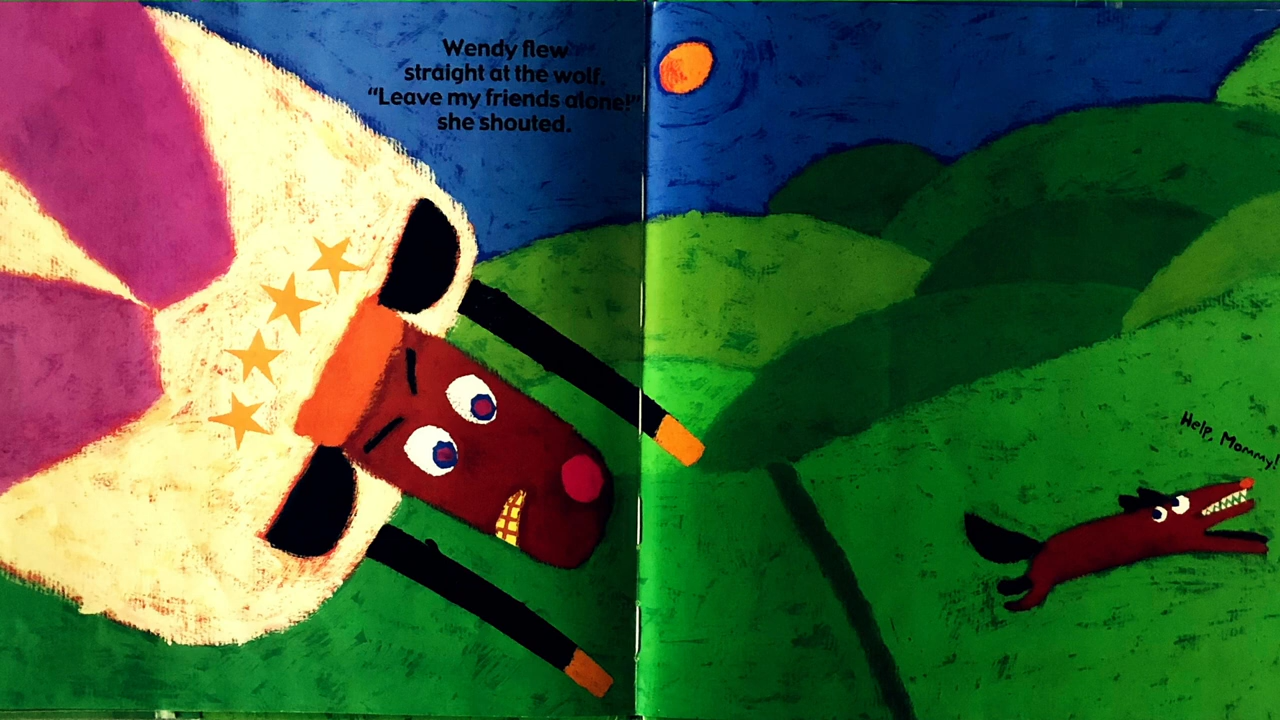 Wendy flew
straight at the wolf.
“Leave my friends alone!”
she shouted.
Help, Mommy!